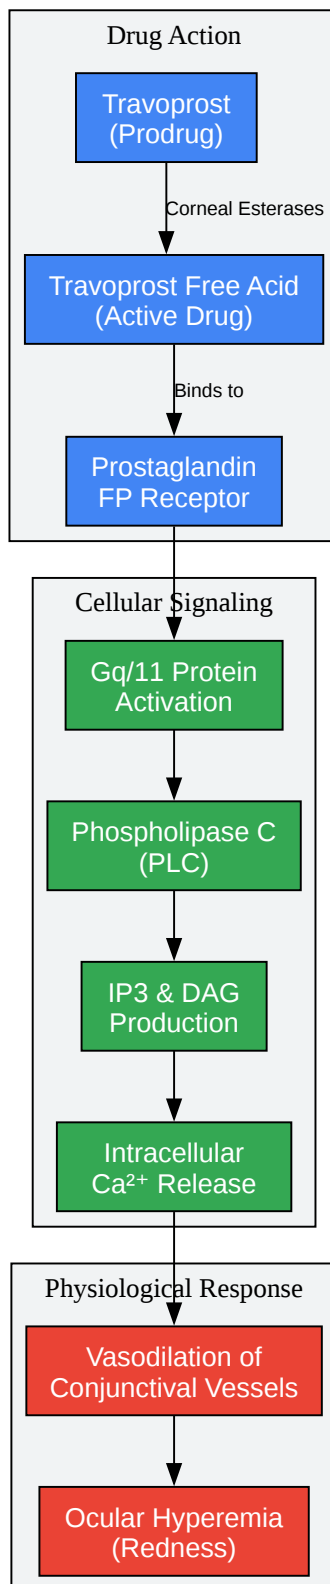 Drug Action
Travoprost
(Prodrug)
Corneal Esterases
Travoprost Free Acid
(Active Drug)
Binds to
Prostaglandin
FP Receptor
Cellular Signaling
Gq/11 Protein
Activation
Phospholipase C
(PLC)
IP3 & DAG
Production
Intracellular
Ca²⁺ Release
Physiological Response
Vasodilation of
Conjunctival Vessels
Ocular Hyperemia
(Redness)